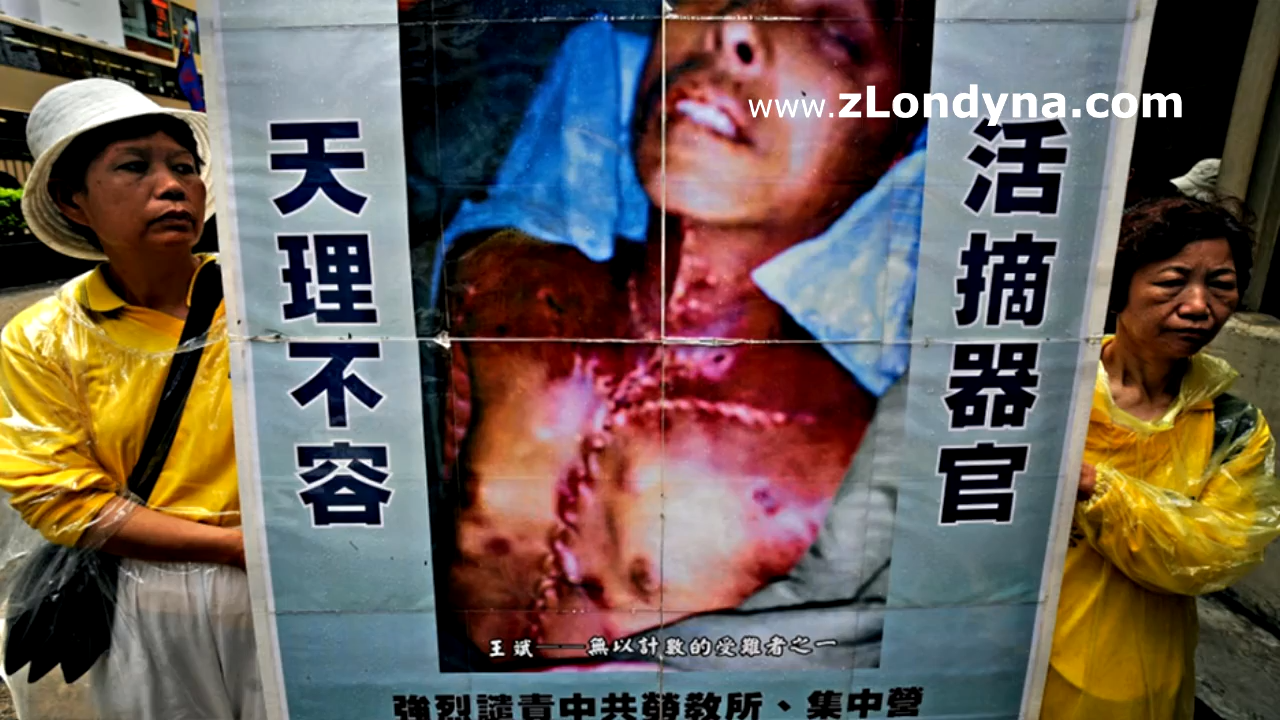 www.zLondyna.com
活摘器官
天理不容
王斌——無以計數的受難者之一
強烈譴責中共勞教所、集中營